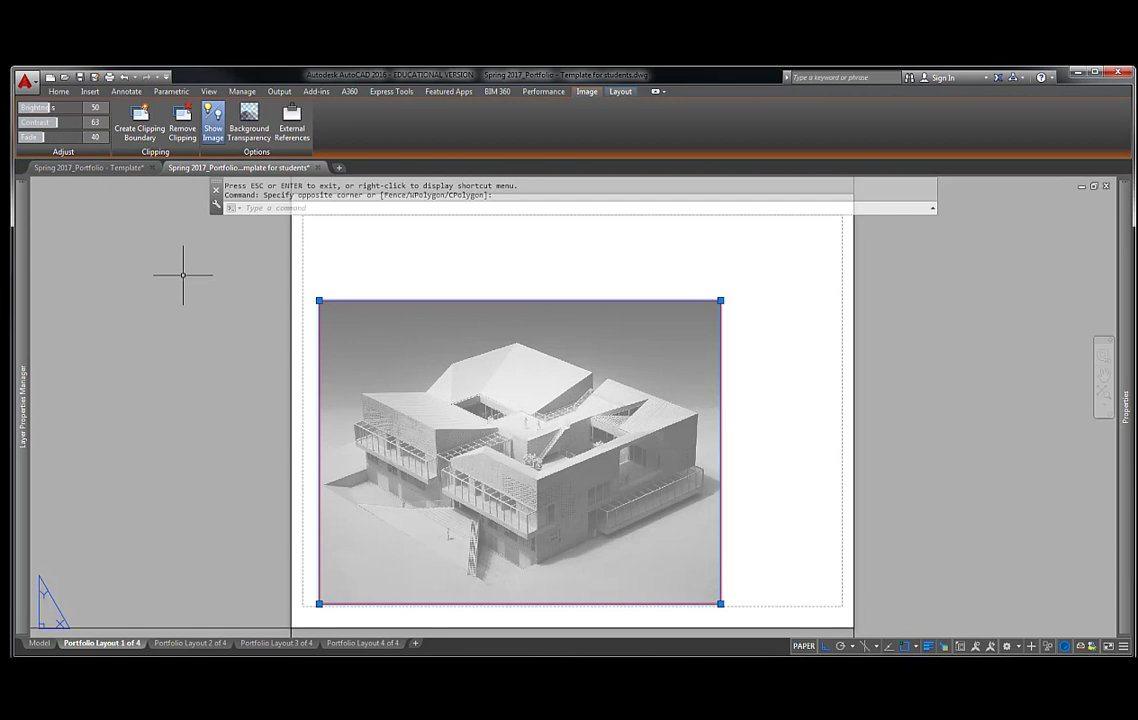 Autodesk AutoCAD 2016 - EDUCATIONAL VERSION Spring 2017_Portfolio - Template for students.dwg
Type a keyword or phrase
Sign In
Home Insert Annotate Parametric View Manage Output Add-ins A360 Express Tools Featured Apps BIM 360 Performance Image Layout
Brightness 50
Contrast 63
Fade 40
Create Clipping Boundary
Remove Clipping
Show Image
Background Transparency
External References
Adjust Clipping Options
Spring 2017_Portfolio - Template*
Spring 2017_Portfolio...mplate for students*
Press ESC or ENTER to exit, or right-click to display shortcut menu.
Command: Specify opposite corner or [Fence/WPolygon/CPolygon]:
Type a command
Layer Properties Manager
Properties
Y
X
Model Portfolio Layout 1 of 4 Portfolio Layout 2 of 4 Portfolio Layout 3 of 4 Portfolio Layout 4 of 4
PAPER